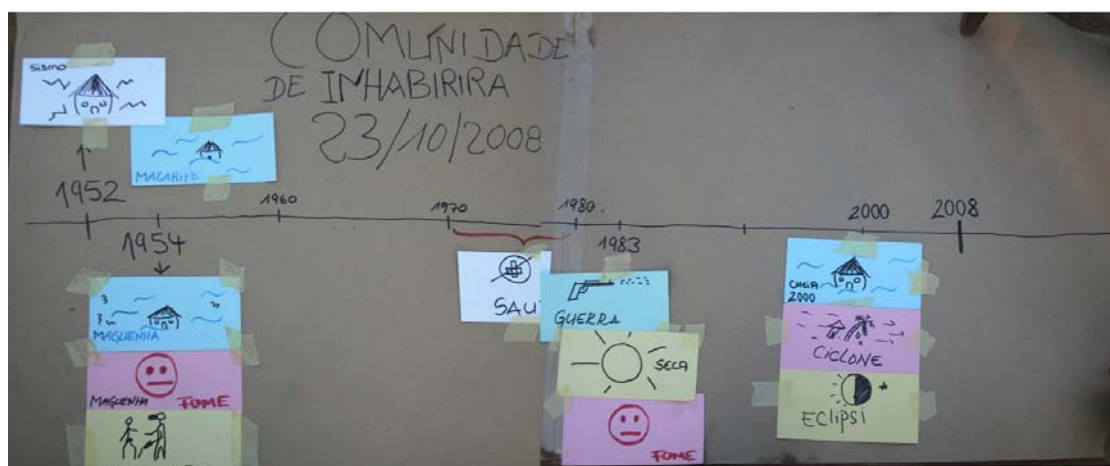 COMUNIDADE
DE INHABIRIRA
23/10/2008
sismo
1952
1954
1960
1970
1980.
1983
2000
2008
MAGUENHA
MAGUENHA FOME
SAU
GUERRA
SECA
FOME
CHEIA
2000
CICLONE
ECLIPSI